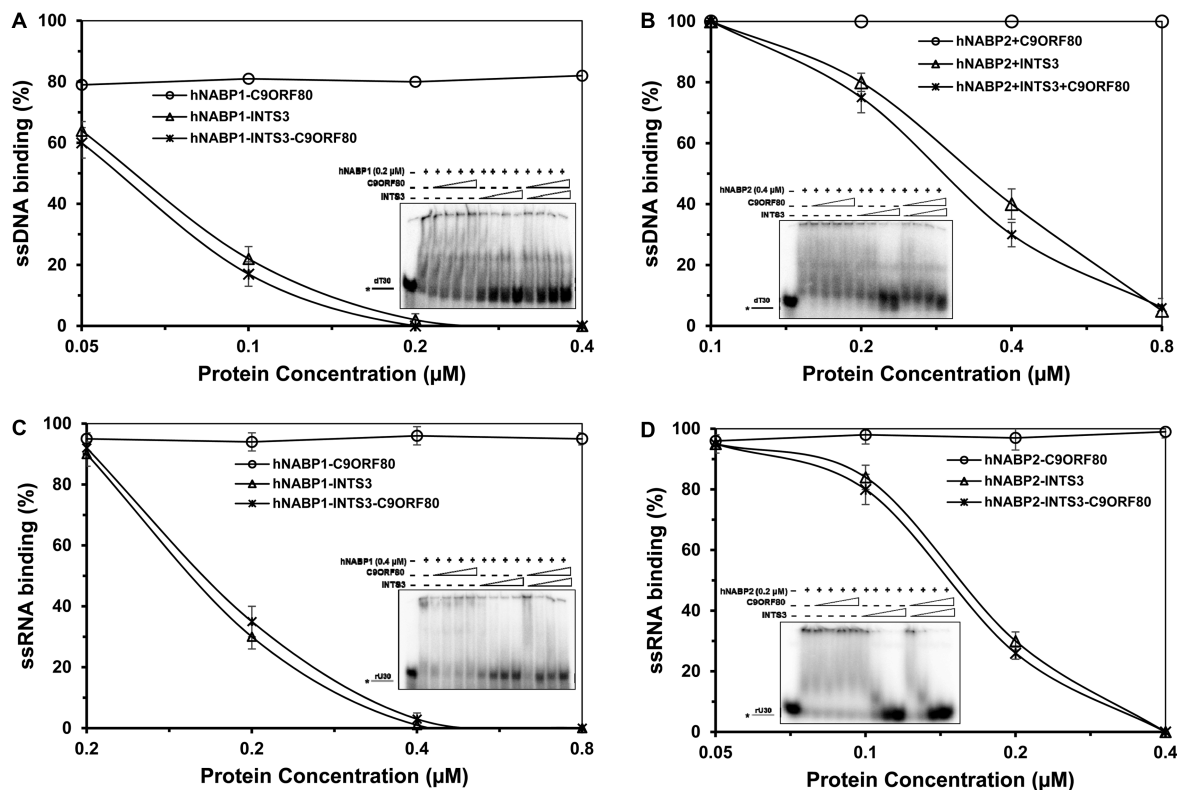 A
100
80
60
40
20
0
ssDNA binding (%)
hNABP1-C9ORF80
hNABP1-INTS3
hNABP1-INTS3-C9ORF80
hNABP1 (0.2 µM) – + + + + + + + + + + + + +
C9ORF80
INTS3
* dT30
0.05 0.1 0.2 0.4
Protein Concentration (µM)
B
100
80
60
40
20
0
ssDNA binding (%)
hNABP2+C9ORF80
hNABP2+INTS3
hNABP2+INTS3+C9ORF80
hNABP2 (0.4 µM) – + + + + + + + + + + + + +
C9ORF80
INTS3
* dT30
0.1 0.2 0.4 0.8
Protein Concentration (µM)
C
100
80
60
40
20
0
ssRNA binding (%)
hNABP1-C9ORF80
hNABP1-INTS3
hNABP1-INTS3-C9ORF80
hNABP1 (0.4 µM) – + + + + + + + + + + + + +
C9ORF80
INTS3
* rU30
0.2 0.2 0.4 0.8
Protein Concentration (µM)
D
100
80
60
40
20
0
ssRNA binding (%)
hNABP2-C9ORF80
hNABP2-INTS3
hNABP2-INTS3-C9ORF80
hNABP2 (0.2 µM) – + + + + + + + + + + + + +
C9ORF80
INTS3
* rU30
0.05 0.1 0.2 0.4
Protein Concentration (µM)